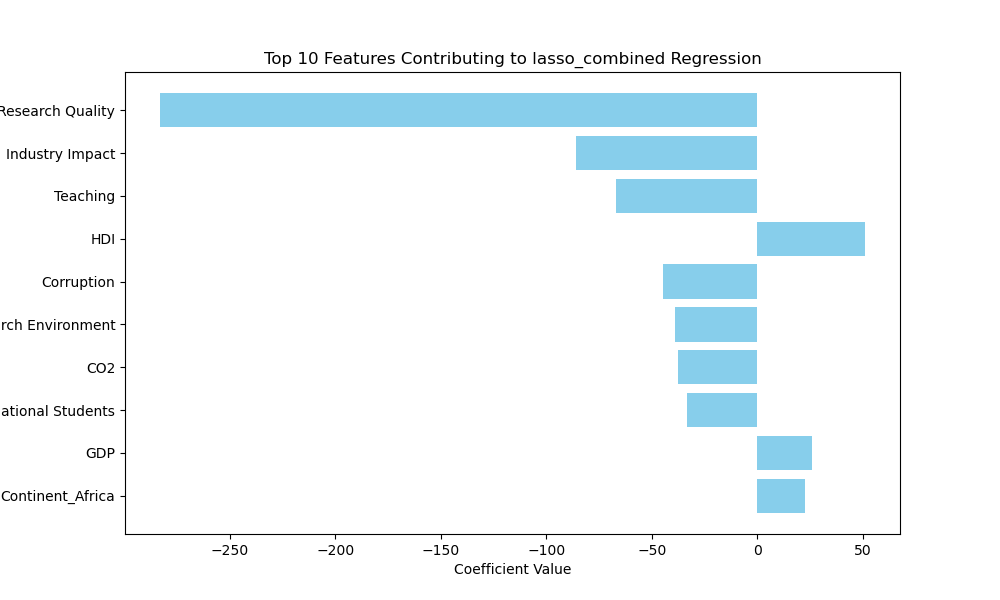 Top 10 Features Contributing to lasso_combined Regression
Research Quality
Industry Impact
Teaching
HDI
Corruption
rch Environment
CO2
ational Students
GDP
Continent_Africa
−250
−200
−150
−100
−50
0
50
Coefficient Value